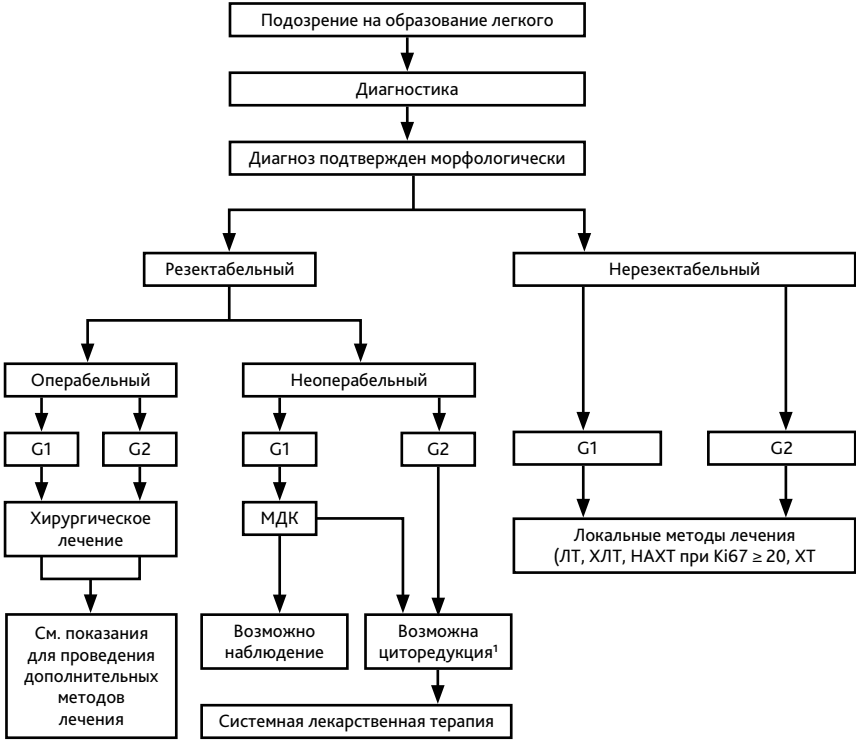 Подозрение на образование легкого
Диагностика
Диагноз подтвержден морфологически
Резектабельный
Нерезектабельный
Операбельный
Неоперабельный
G1
G2
G1
G2
G1
G2
Хирургическое
лечение
МДК
Локальные методы лечения
(ЛТ, ХЛТ, НАХТ при Ki67 ≥ 20, ХТ
См. показания
для проведения
дополнительных
методов
лечения
Возможно
наблюдение
Возможна
циторедукция¹
Системная лекарственная терапия